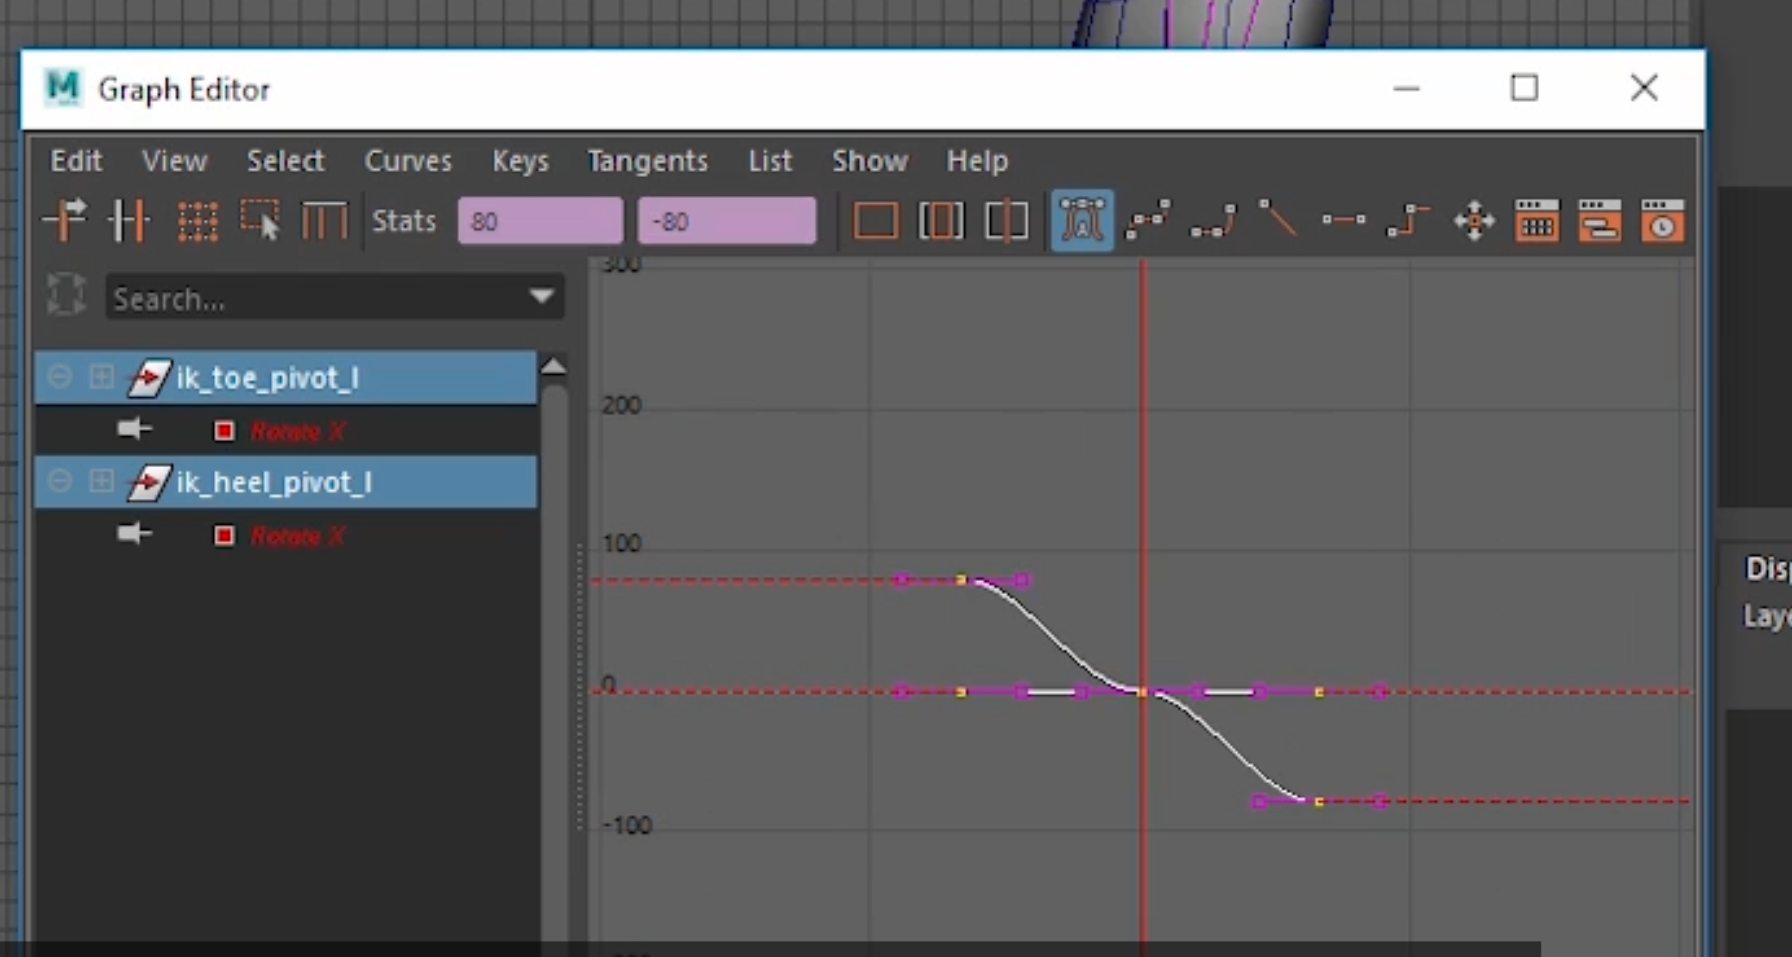 Graph Editor
Edit View Select Curves Keys Tangents List Show Help
Stats 80 -80
Search...
ik_toe_pivot_l
Rotate X
ik_heel_pivot_l
Rotate X
300
200
100
0
-100
Disp
Laye